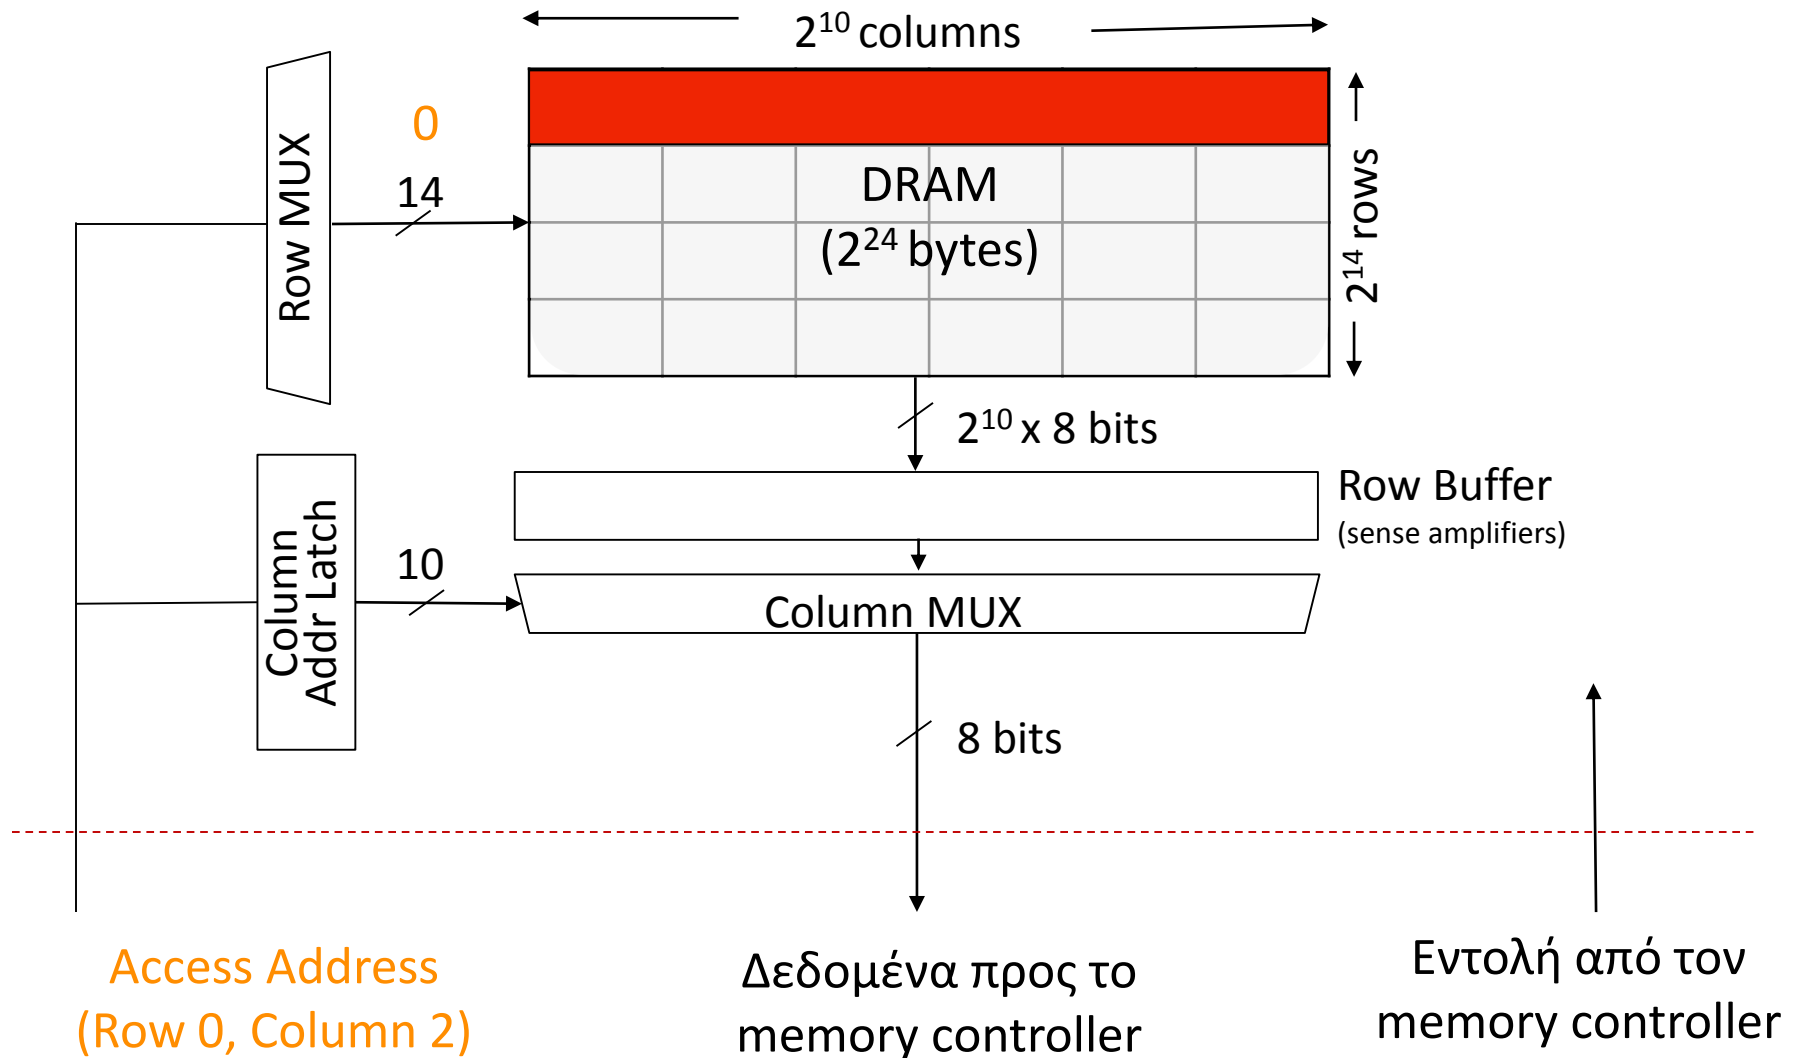 2¹⁰ columns
0
Row MUX
14
DRAM
(2²⁴ bytes)
2¹⁴ rows
2¹⁰ x 8 bits
Row Buffer
(sense amplifiers)
Column
Addr Latch
10
Column MUX
8 bits
Access Address
(Row 0, Column 2)
Δεδομένα προς το
memory controller
Εντολή από τον
memory controller